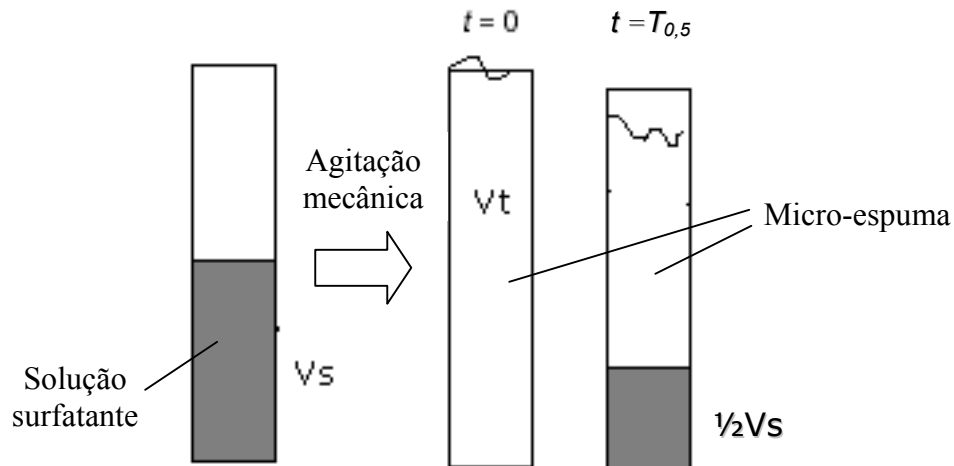 t = 0
t = T0,5
Agitação
mecânica
Vt
Micro-espuma
Solução
surfatante
Vs
½Vs